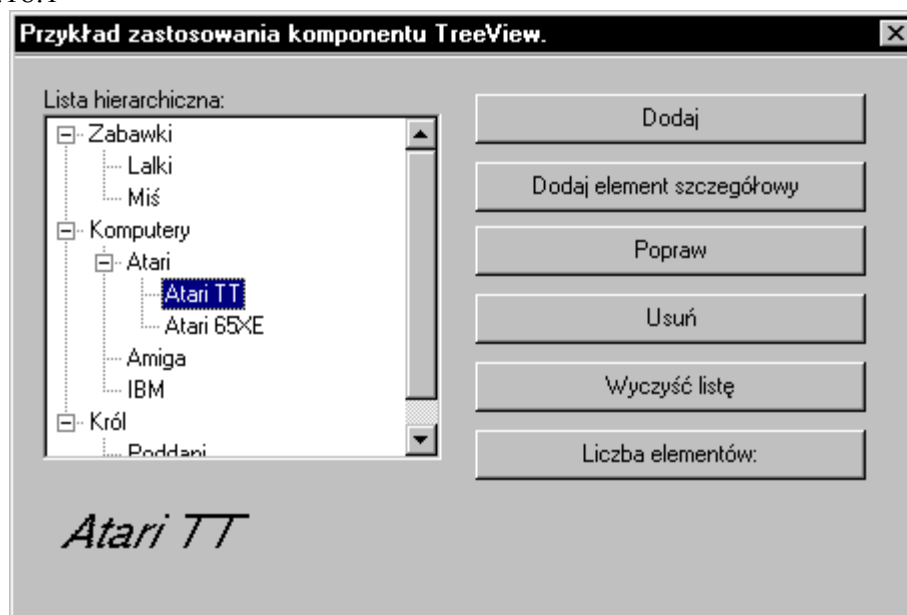 Przykład zastosowania komponentu TreeView.
Lista hierarchiczna:
Zabawki
Lalki
Miś
Komputery
Atari
Atari TT
Atari 65XE
Amiga
IBM
Król
Poddani
Dodaj
Dodaj element szczegółowy
Popraw
Usuń
Wyczyść listę
Liczba elementów:
Atari TT